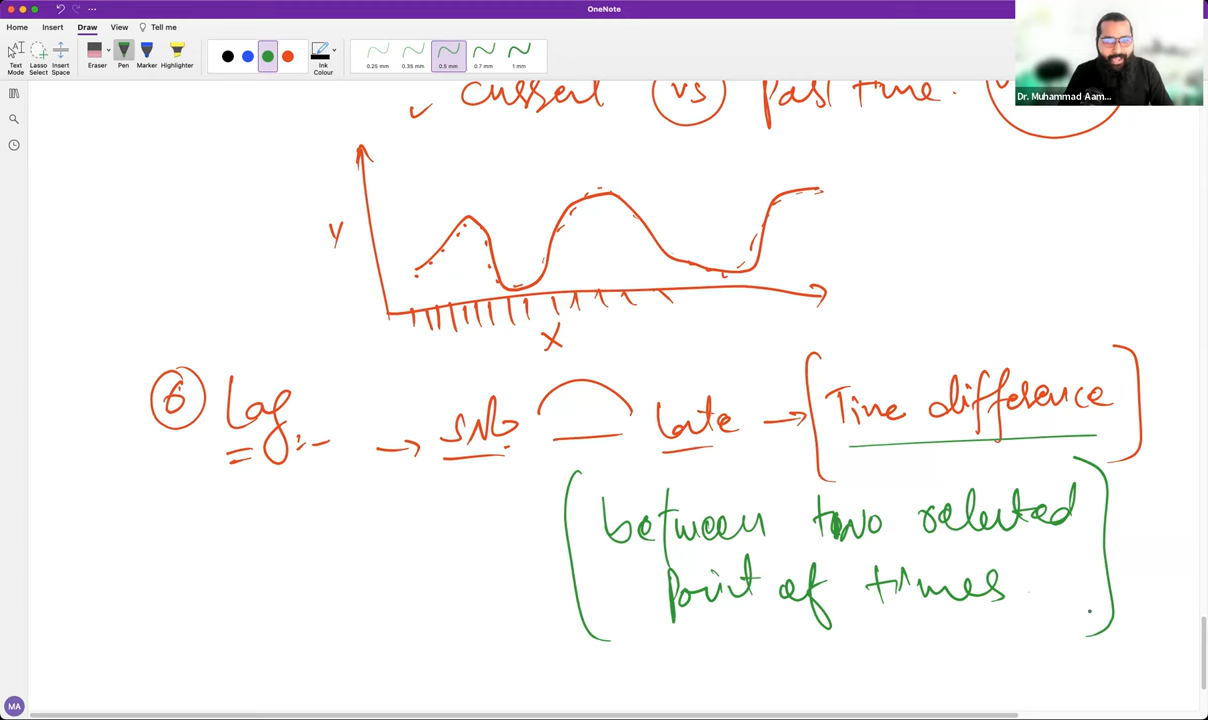 OneNote
Home Insert Draw View Tell me
Text Mode
Lasso Select
Insert Space
Eraser
Pen
Marker
Highlighter
Ink Colour
0.25 mm
0.35 mm
0.5 mm
0.7 mm
1 mm
Dr. Muhammad Aam...
current vs past time.
Y
X
6 Lag:- → → late → [Time difference]
(between two selected
point of times)
MA